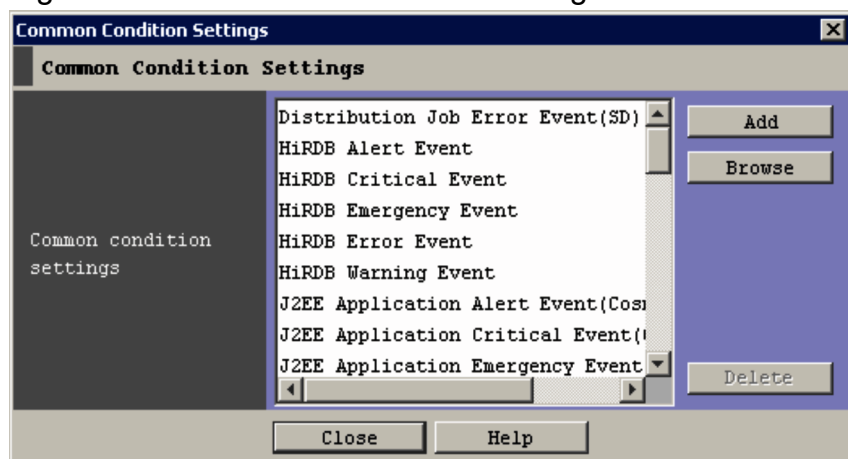 Common Condition Settings
Common Condition Settings
Common condition
settings
Distribution Job Error Event(SD)
HiRDB Alert Event
HiRDB Critical Event
HiRDB Emergency Event
HiRDB Error Event
HiRDB Warning Event
J2EE Application Alert Event
J2EE Application Critical Event
J2EE Application Emergency Event
Add
Browse
Delete
Close
Help